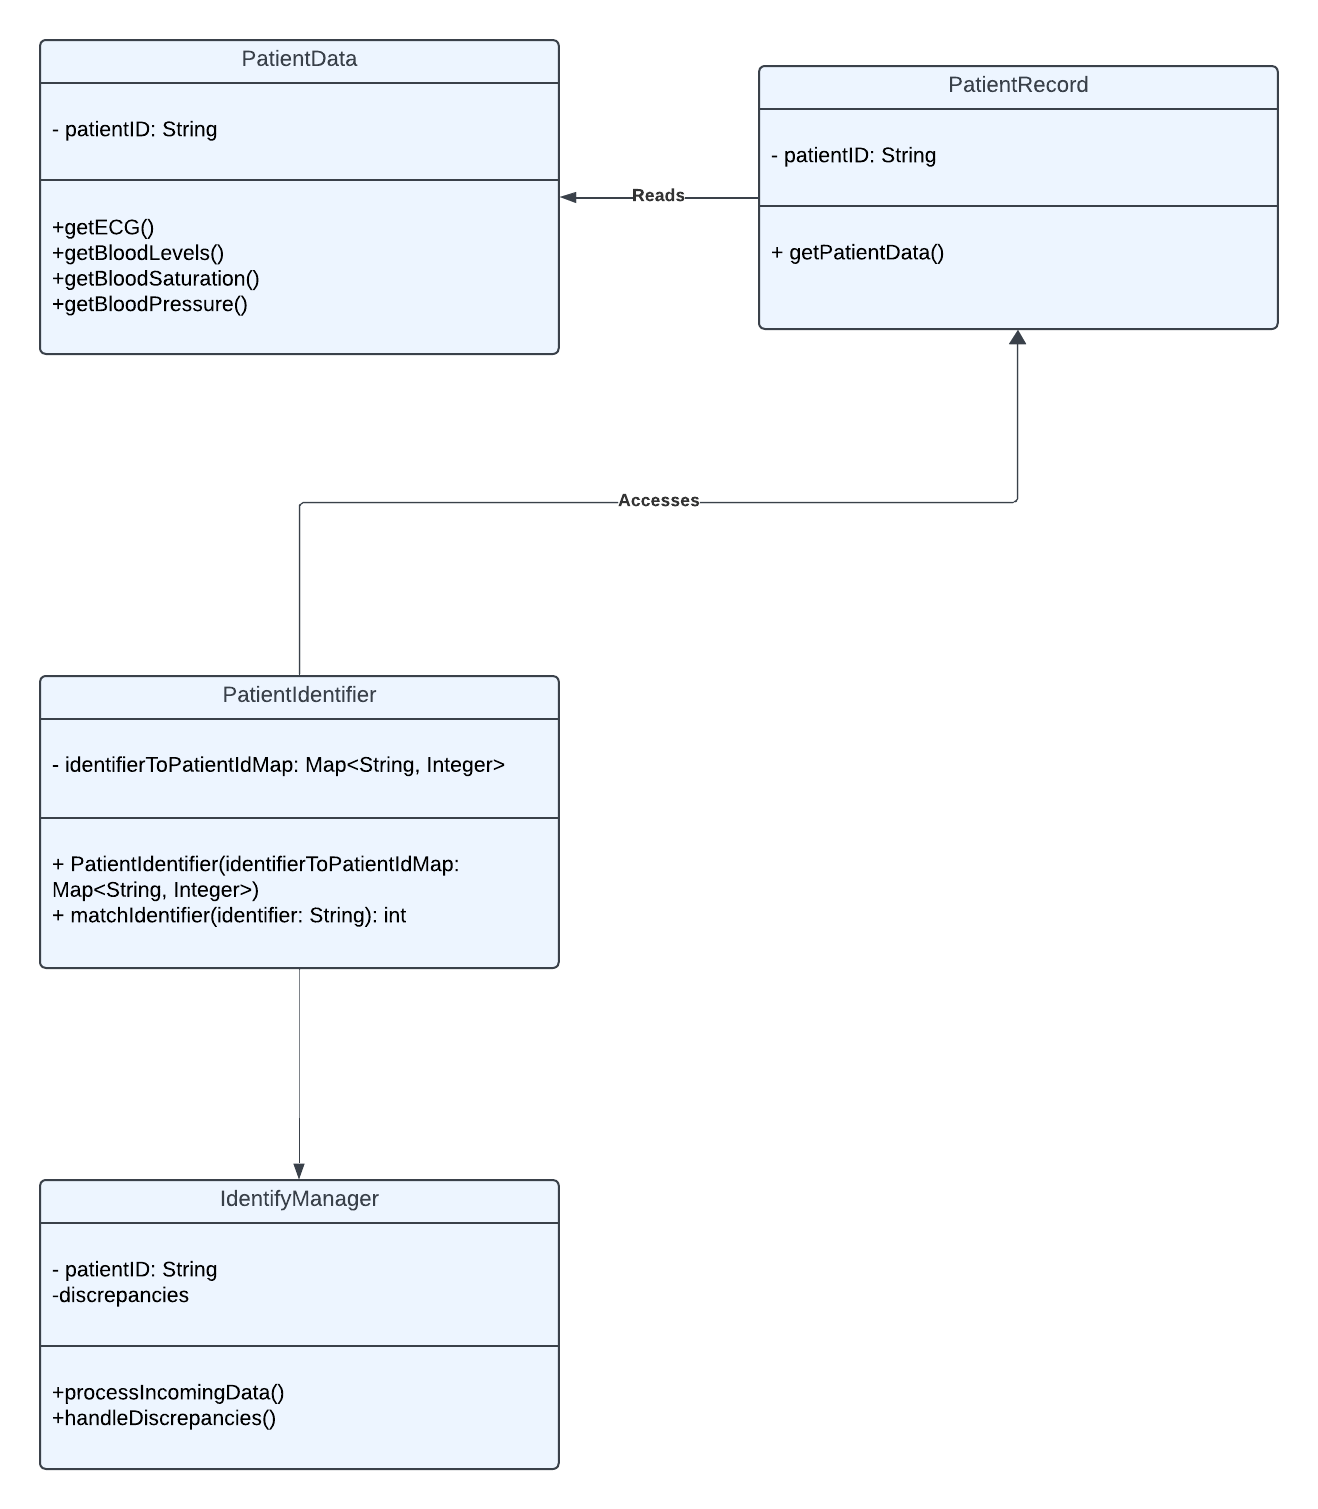 PatientData
- patientID: String
+getECG()
+getBloodLevels()
+getBloodSaturation()
+getBloodPressure()
Reads
PatientRecord
- patientID: String
+ getPatientData()
Accesses
PatientIdentifier
- identifierToPatientIdMap: Map<String, Integer>
+ PatientIdentifier(identifierToPatientIdMap:
Map<String, Integer>)
+ matchIdentifier(identifier: String): int
IdentifyManager
- patientID: String
-discrepancies
+processIncomingData()
+handleDiscrepancies()